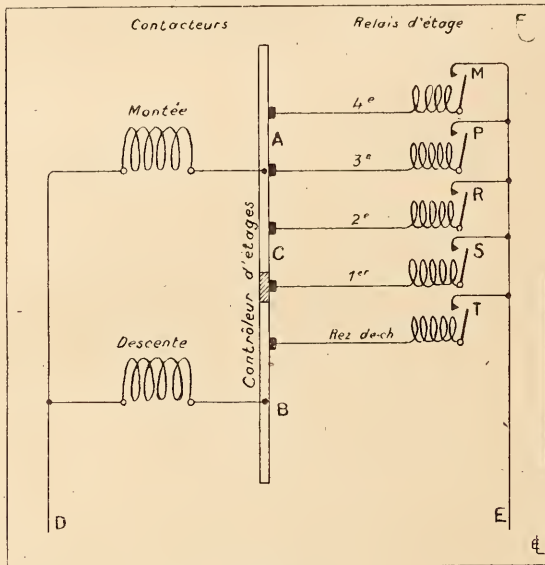 Contacteurs
Relais d'étage
Montée
Descente
Contrôleur d'étages
A
C
B
D
4e
3e
2e
1er
Rez de-ch
M
P
R
S
T
E